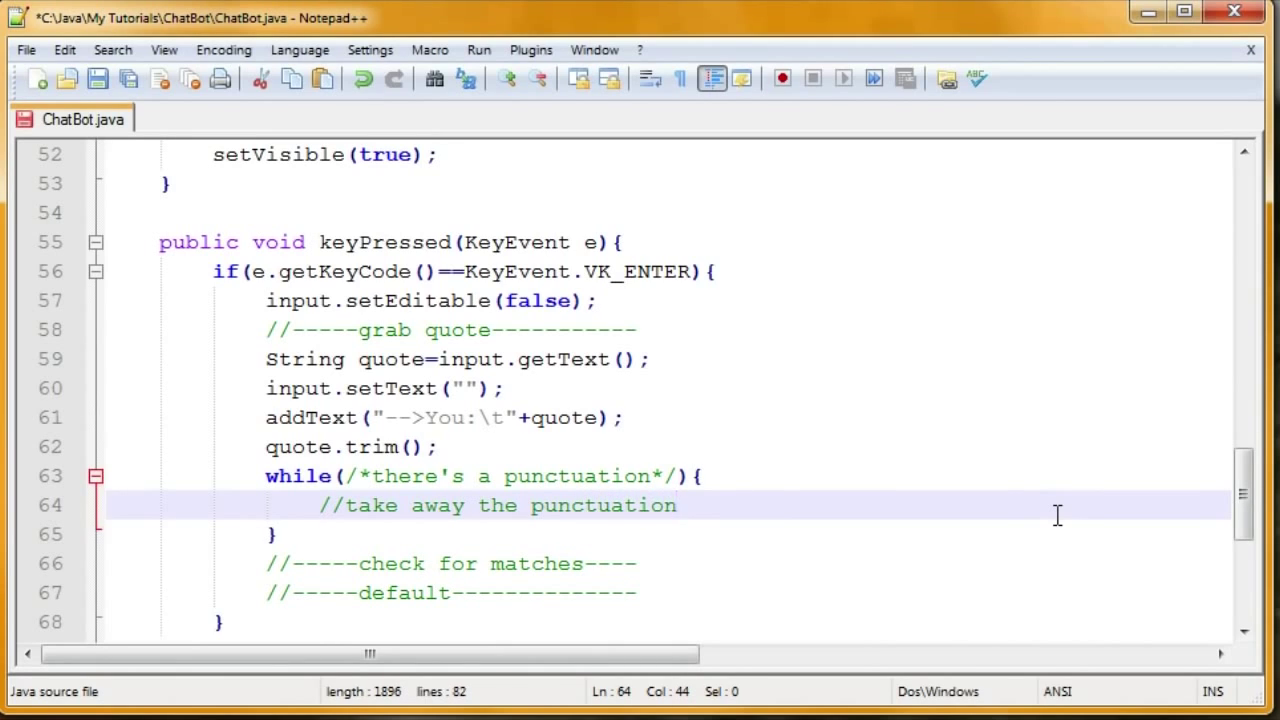 *C:\Java\My Tutorials\ChatBot\ChatBot.java - Notepad++
File Edit Search View Encoding Language Settings Macro Run Plugins Window ? X
ABC
ChatBot.java
52 setVisible(true);
53 }
54
55 public void keyPressed(KeyEvent e){
56 if(e.getKeyCode()==KeyEvent.VK_ENTER){
57 input.setEditable(false);
58 //-----grab quote-----------
59 String quote=input.getText();
60 input.setText("");
61 addText("-->You:\t"+quote);
62 quote.trim();
63 while(/*there's a punctuation*/){
64 //take away the punctuation
65 }
66 //-----check for matches----
67 //-----default--------------
68 }
Java source file length : 1896 lines : 82 Ln : 64 Col : 44 Sel : 0 Dos\Windows ANSI INS